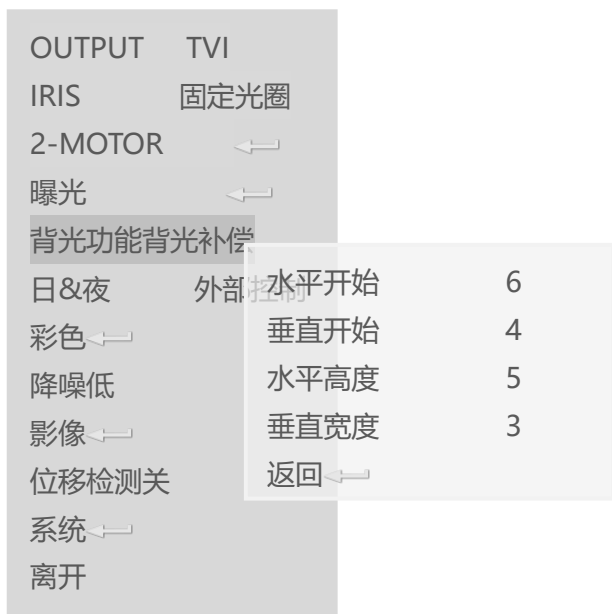 OUTPUT TVI
IRIS 固定光圈
2-MOTOR
曝光
背光功能背光补偿
日&夜 外部控制
彩色
降噪低
影像
位移检测关
系统
离开
水平开始 6
垂直开始 4
水平高度 5
垂直宽度 3
返回